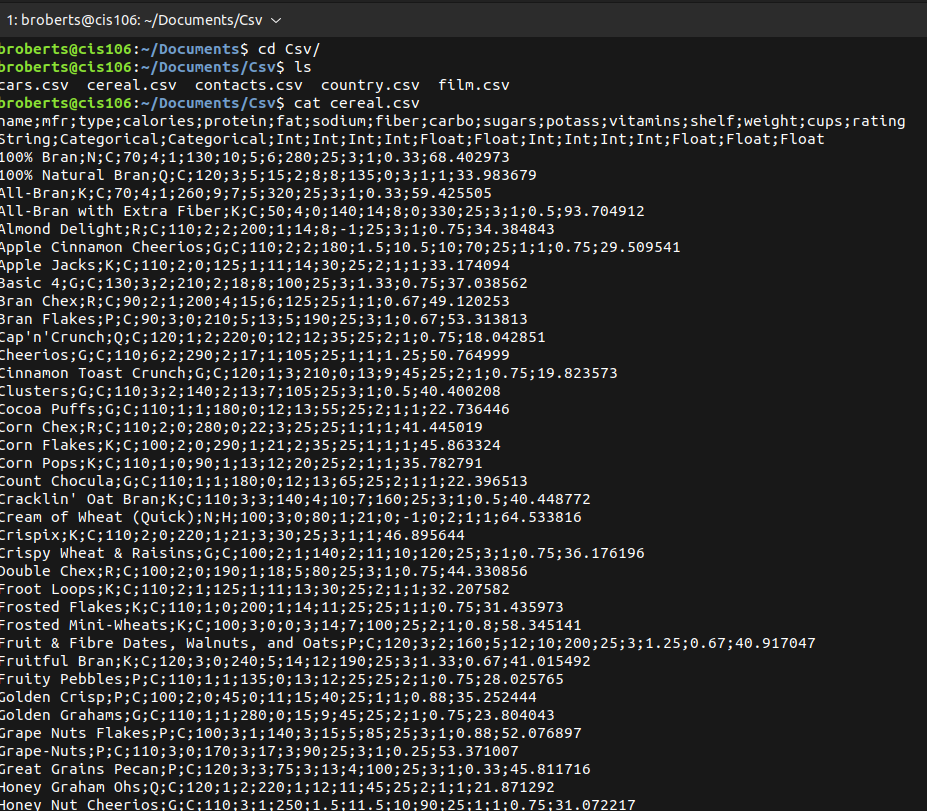 1: broberts@cis106: ~/Documents/Csv
broberts@cis106:~/Documents$ cd Csv/
broberts@cis106:~/Documents/Csv$ ls
cars.csv  cereal.csv  contacts.csv  country.csv  film.csv
broberts@cis106:~/Documents/Csv$ cat cereal.csv
name;mfr;type;calories;protein;fat;sodium;fiber;carbo;sugars;potass;vitamins;shelf;weight;cups;rating
String;Categorical;Categorical;Int;Int;Int;Int;Float;Float;Int;Int;Int;Int;Float;Float;Float
100% Bran;N;C;70;4;1;130;10;5;6;280;25;3;1;0.33;68.402973
100% Natural Bran;Q;C;120;3;5;15;2;8;8;135;0;3;1;1;33.983679
All-Bran;K;C;70;4;1;260;9;7;5;320;25;3;1;0.33;59.425505
All-Bran with Extra Fiber;K;C;50;4;0;140;14;8;0;330;25;3;1;0.5;93.704912
Almond Delight;R;C;110;2;2;200;1;14;8;-1;25;3;1;0.75;34.384843
Apple Cinnamon Cheerios;G;C;110;2;2;180;1.5;10.5;10;70;25;1;1;0.75;29.509541
Apple Jacks;K;C;110;2;0;125;1;11;14;30;25;2;1;1;33.174094
Basic 4;G;C;130;3;2;210;2;18;8;100;25;3;1.33;0.75;37.038562
Bran Chex;R;C;90;2;1;200;4;15;6;125;25;1;1;0.67;49.120253
Bran Flakes;P;C;90;3;0;210;5;13;5;190;25;3;1;0.67;53.313813
Cap'n'Crunch;Q;C;120;1;2;220;0;12;12;35;25;2;1;0.75;18.042851
Cheerios;G;C;110;6;2;290;2;17;1;105;25;1;1;1.25;50.764999
Cinnamon Toast Crunch;G;C;120;1;3;210;0;13;9;45;25;2;1;0.75;19.823573
Clusters;G;C;110;3;2;140;2;13;7;105;25;3;1;0.5;40.400208
Cocoa Puffs;G;C;110;1;1;180;0;12;13;55;25;2;1;1;22.736446
Corn Chex;R;C;110;2;0;280;0;22;3;25;25;1;1;1;41.445019
Corn Flakes;K;C;100;2;0;290;1;21;2;35;25;1;1;1;45.863324
Corn Pops;K;C;110;1;0;90;1;13;12;20;25;2;1;1;35.782791
Count Chocula;G;C;110;1;1;180;0;12;13;65;25;2;1;1;22.396513
Cracklin' Oat Bran;K;C;110;3;3;140;4;10;7;160;25;3;1;0.5;40.448772
Cream of Wheat (Quick);N;H;100;3;0;80;1;21;0;-1;0;2;1;1;64.533816
Crispix;K;C;110;2;0;220;1;21;3;30;25;3;1;1;46.895644
Crispy Wheat & Raisins;G;C;100;2;1;140;2;11;10;120;25;3;1;0.75;36.176196
Double Chex;R;C;100;2;0;190;1;18;5;80;25;3;1;0.75;44.330856
Froot Loops;K;C;110;2;1;125;1;11;13;30;25;2;1;1;32.207582
Frosted Flakes;K;C;110;1;0;200;1;14;11;25;25;1;1;0.75;31.435973
Frosted Mini-Wheats;K;C;100;3;0;0;3;14;7;100;25;2;1;0.8;58.345141
Fruit & Fibre Dates, Walnuts, and Oats;P;C;120;3;2;160;5;12;10;200;25;3;1.25;0.67;40.917047
Fruitful Bran;K;C;120;3;0;240;5;14;12;190;25;3;1.33;0.67;41.015492
Fruity Pebbles;P;C;110;1;1;135;0;13;12;25;25;2;1;0.75;28.025765
Golden Crisp;P;C;100;2;0;45;0;11;15;40;25;1;1;0.88;35.252444
Golden Grahams;G;C;110;1;1;280;0;15;9;45;25;2;1;0.75;23.804043
Grape Nuts Flakes;P;C;100;3;1;140;3;15;5;85;25;3;1;0.88;52.076897
Grape-Nuts;P;C;110;3;0;170;3;17;3;90;25;3;1;0.25;53.371007
Great Grains Pecan;P;C;120;3;3;75;3;13;4;100;25;3;1;0.33;45.811716
Honey Graham Ohs;Q;C;120;1;2;220;1;12;11;45;25;2;1;1;21.871292
Honey Nut Cheerios;G;C;110;3;1;250;1.5;11.5;10;90;25;1;1;0.75;31.072217